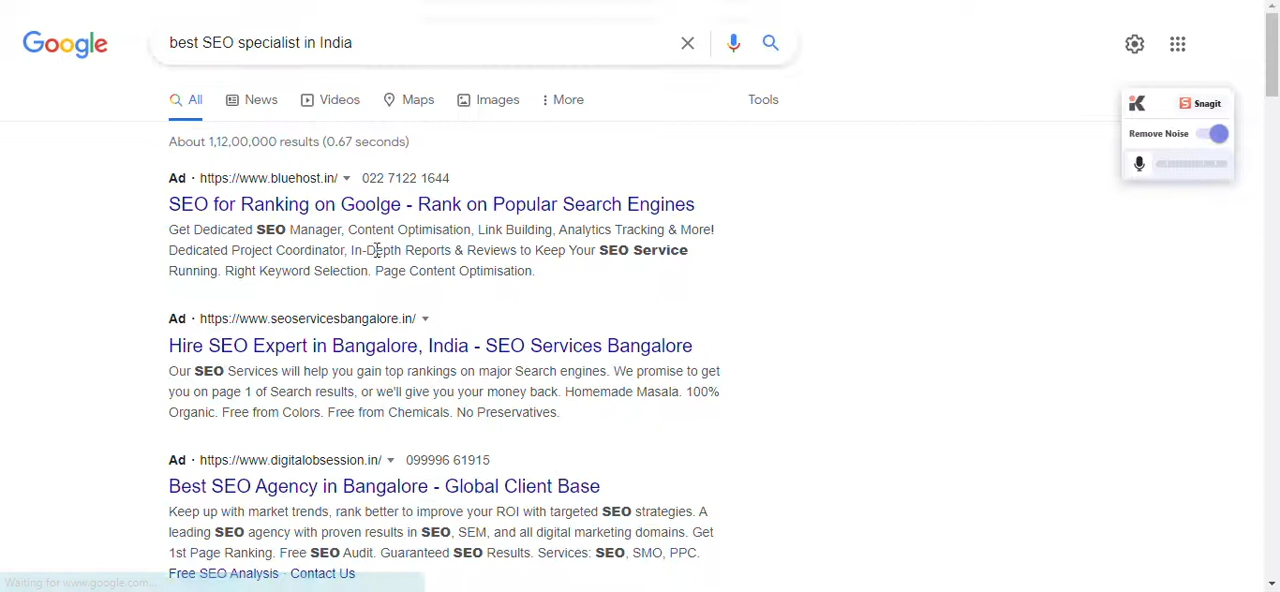 Google
best SEO specialist in India
All News Videos Maps Images More Tools
About 1,12,00,000 results (0.67 seconds)
Ad · https://www.bluehost.in/ 022 7122 1644
SEO for Ranking on Goolge - Rank on Popular Search Engines
Get Dedicated SEO Manager, Content Optimisation, Link Building, Analytics Tracking & More!
Dedicated Project Coordinator, In-Depth Reports & Reviews to Keep Your SEO Service
Running. Right Keyword Selection. Page Content Optimisation.
Ad · https://www.seoservicesbangalore.in/
Hire SEO Expert in Bangalore, India - SEO Services Bangalore
Our SEO Services will help you gain top rankings on major Search engines. We promise to get
you on page 1 of Search results, or we'll give you your money back. Homemade Masala. 100%
Organic. Free from Colors. Free from Chemicals. No Preservatives.
Ad · https://www.digitalobsession.in/ 099996 61915
Best SEO Agency in Bangalore - Global Client Base
Keep up with market trends, rank better to improve your ROI with targeted SEO strategies. A
leading SEO agency with proven results in SEO, SEM, and all digital marketing domains. Get
1st Page Ranking. Free SEO Audit. Guaranteed SEO Results. Services: SEO, SMO, PPC.
Free SEO Analysis · Contact Us
Waiting for www.google.com...
K S Snagit
Remove Noise